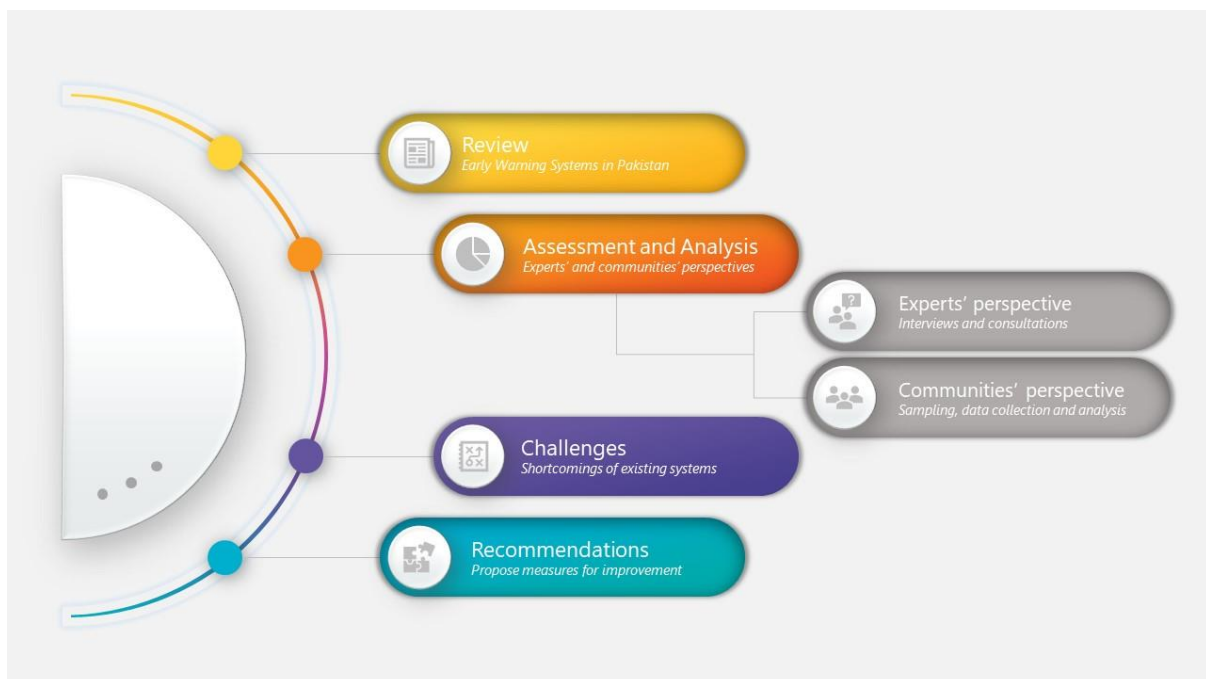 Review
Early Warning Systems in Pakistan
Assessment and Analysis
Experts' and communities' perspectives
Experts' perspective
Interviews and consultations
Communities' perspective
Sampling, data collection and analysis
Challenges
Shortcomings of existing systems
Recommendations
Propose measures for improvement